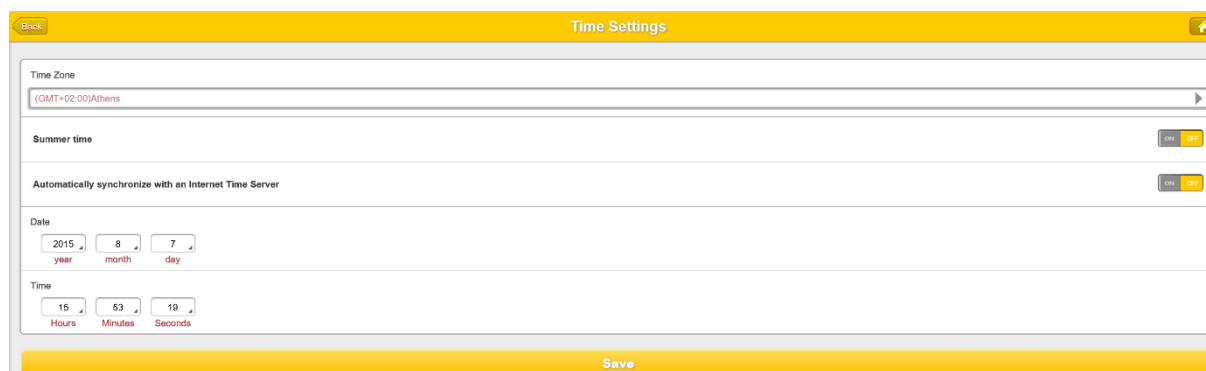 Back Time Settings
Time Zone
(GMT+02:00)Athens
Summer time ON OFF
Automatically synchronize with an Internet Time Server ON OFF
Date
2015 8 7
year month day
Time
15 53 19
Hours Minutes Seconds
Save